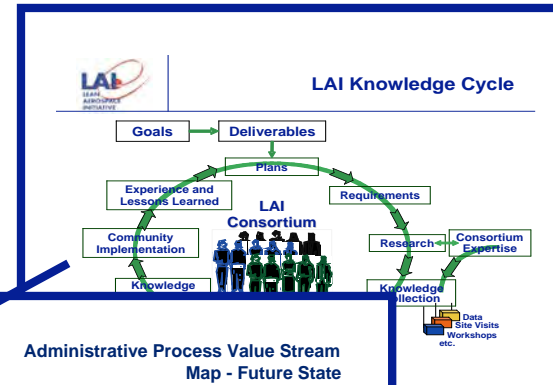 LAI
LEAN
AEROSPACE
INITIATIVE
LAI Knowledge Cycle
Goals
Deliverables
Plans
Experience and
Lessons Learned
Requirements
LAI
Consortium
Community
Implementation
Research
Consortium
Expertise
Knowledge
Knowledge
ollection
Data
Site Visits
Workshops
etc.
Administrative Process Value Stream
Map - Future State